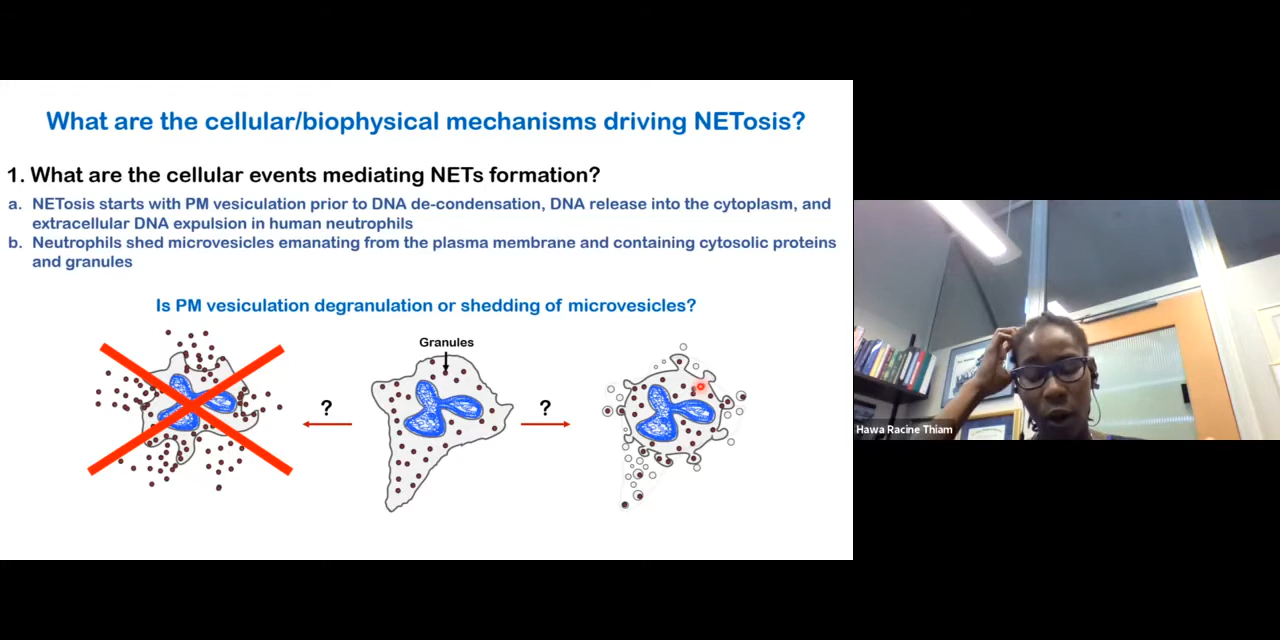 What are the cellular/biophysical mechanisms driving NETosis?
1. What are the cellular events mediating NETs formation?
a. NETosis starts with PM vesiculation prior to DNA de-condensation, DNA release into the cytoplasm, and
extracellular DNA expulsion in human neutrophils
b. Neutrophils shed microvesicles emanating from the plasma membrane and containing cytosolic proteins
and granules
Is PM vesiculation degranulation or shedding of microvesicles?
Granules
?
?
Hawa Racine Thiam